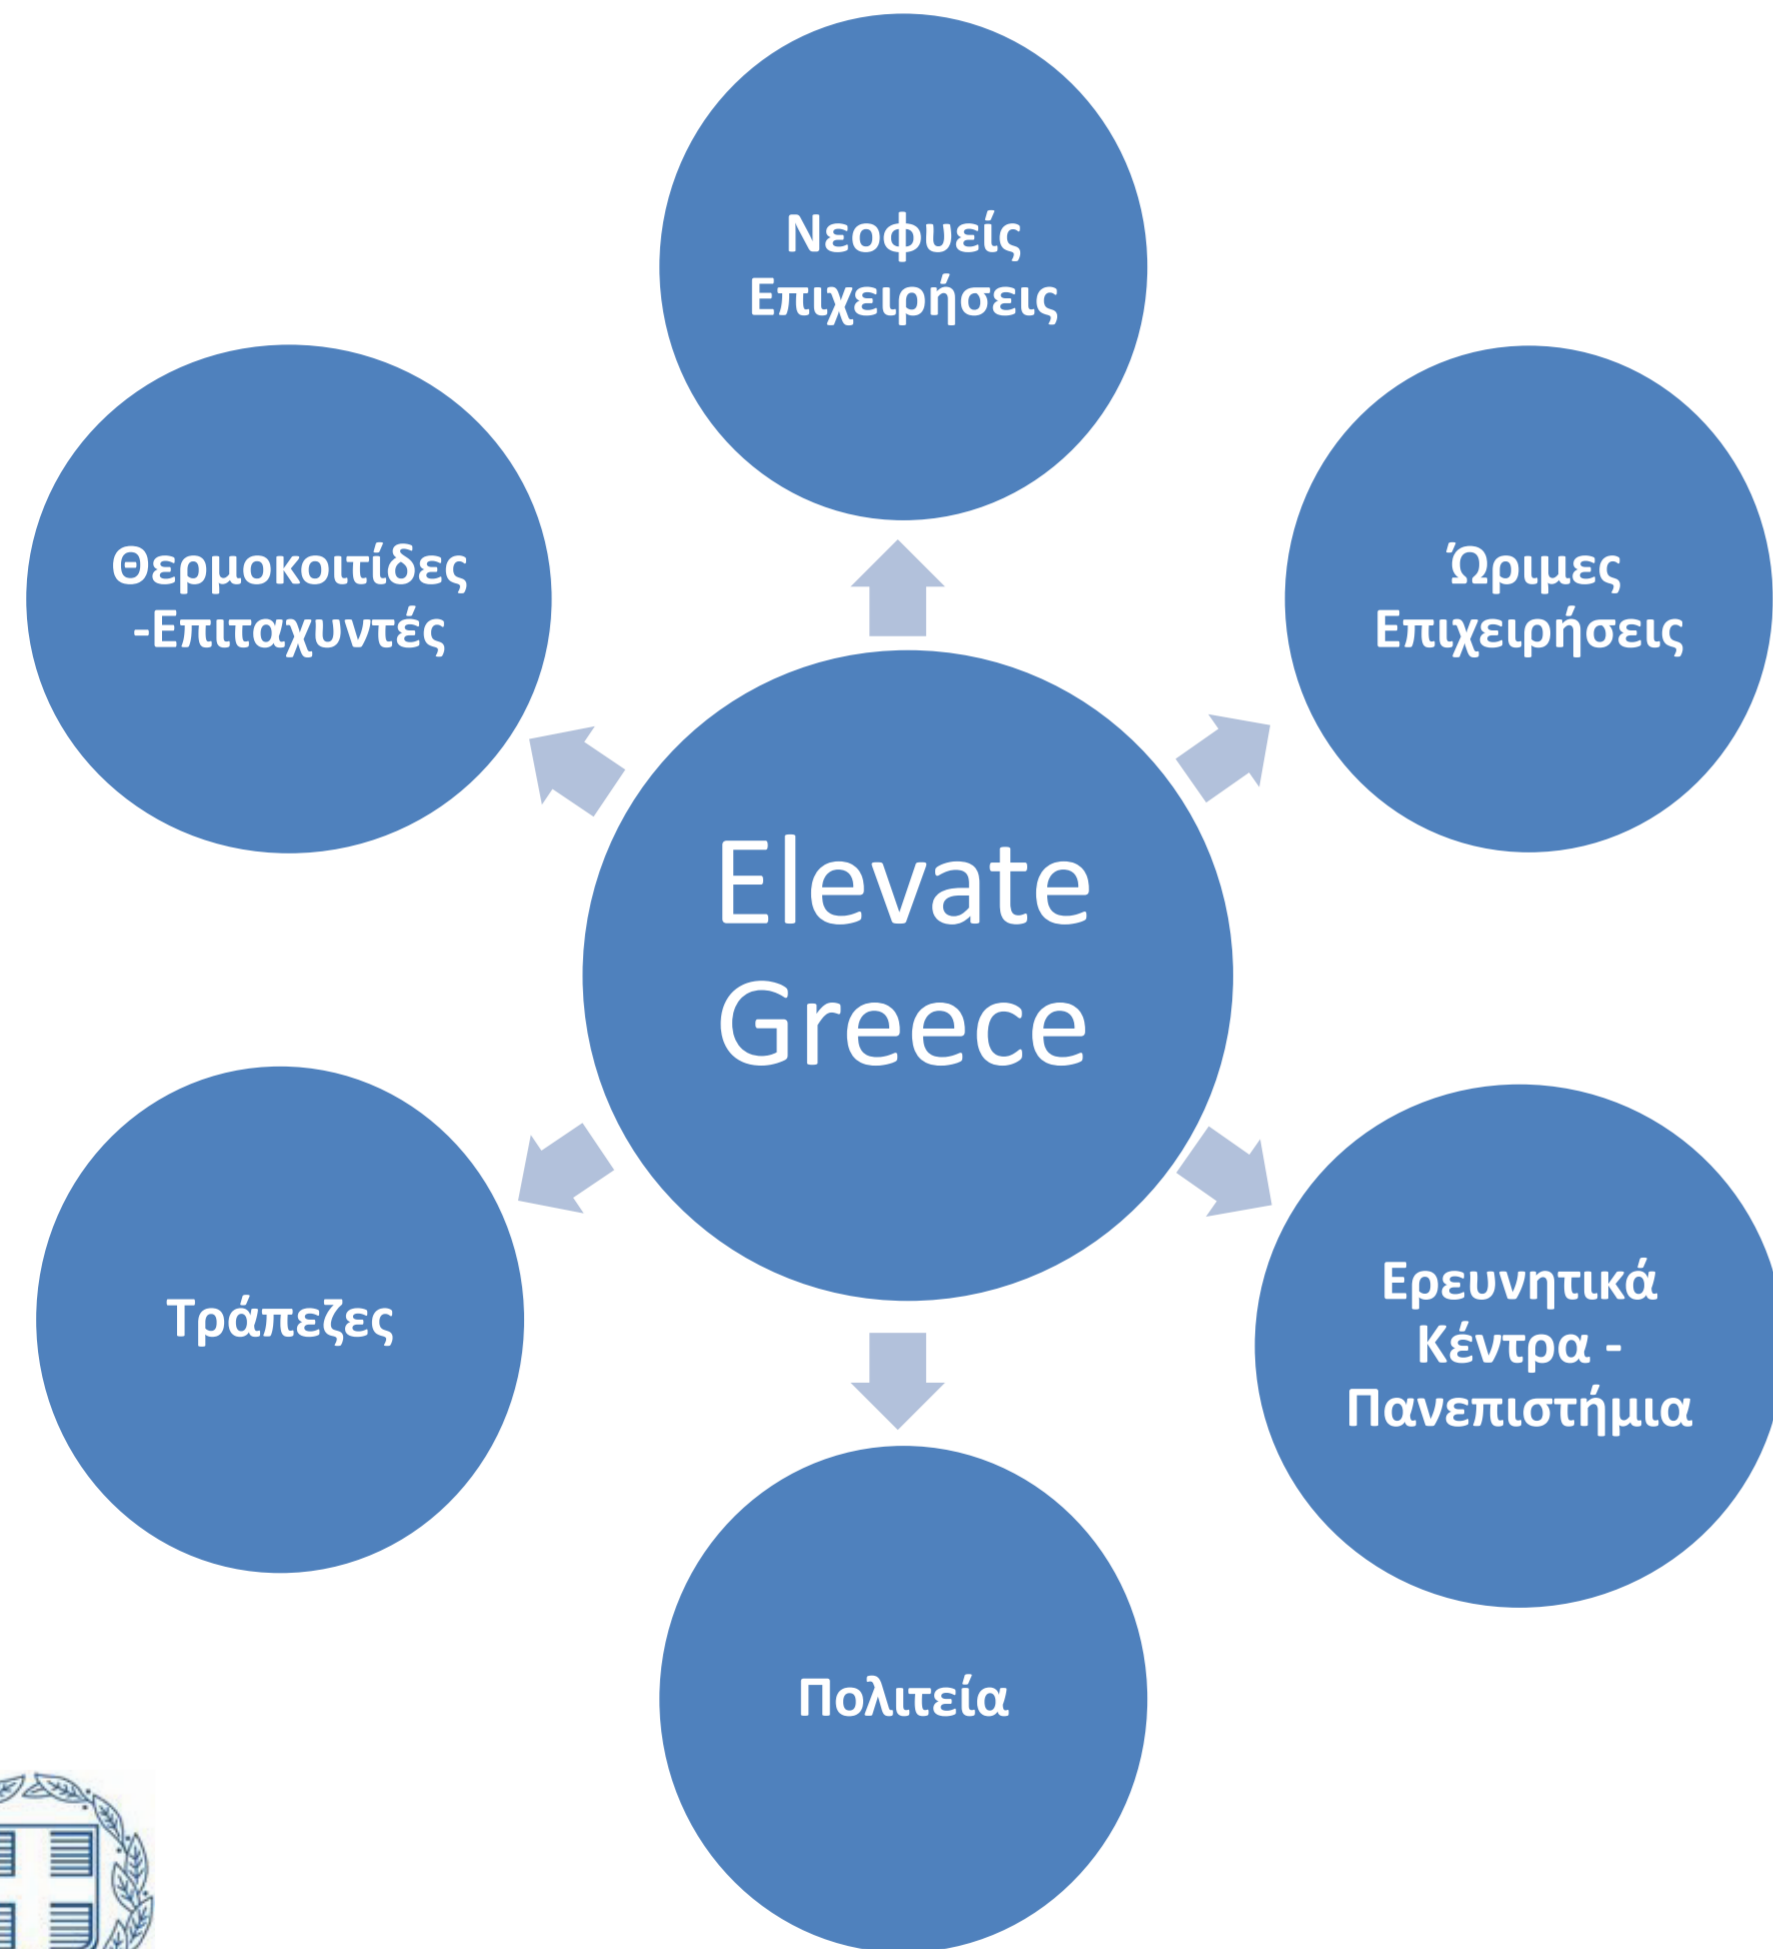 Νεοφυείς
Επιχειρήσεις
Θερμοκοιτίδες
-Επιταχυντές
Ώριμες
Επιχειρήσεις
Elevate
Greece
Τράπεζες
Ερευνητικά
Κέντρα -
Πανεπιστήμια
Πολιτεία